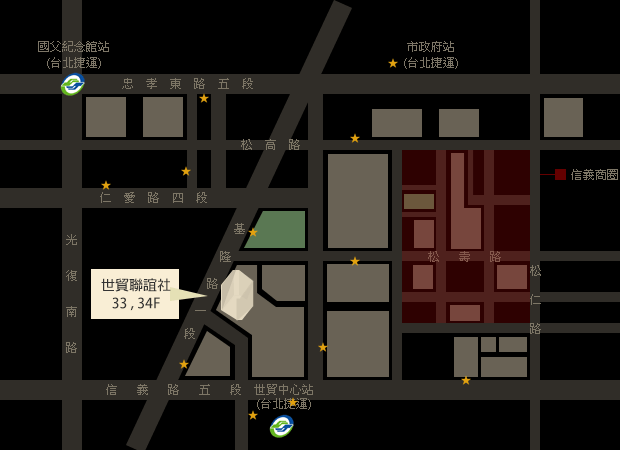 國父紀念館站
(台北捷運)
市政府站
(台北捷運)
忠孝東路五段
松高路
信義商圈
仁愛路四段
基隆路一段
光復南路
松壽路
松仁路
世貿聯誼社
33,34F
信義路五段
世貿中心站
(台北捷運)